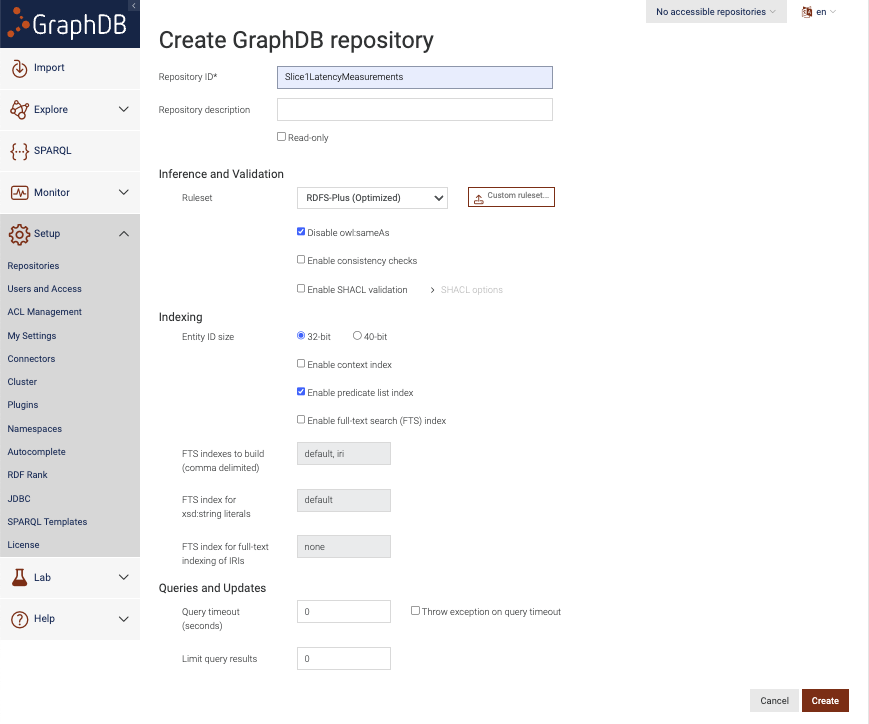 GraphDB
No accessible repositories
en
Import
Explore
SPARQL
Monitor
Setup
Repositories
Users and Access
ACL Management
My Settings
Connectors
Cluster
Plugins
Namespaces
Autocomplete
RDF Rank
JDBC
SPARQL Templates
License
Lab
Help
Create GraphDB repository
Repository ID*
Slice1LatencyMeasurements
Repository description
Read-only
Inference and Validation
Ruleset
RDFS-Plus (Optimized)
Custom ruleset...
Disable owl:sameAs
Enable consistency checks
Enable SHACL validation
SHACL options
Indexing
Entity ID size
32-bit
40-bit
Enable context index
Enable predicate list index
Enable full-text search (FTS) index
FTS indexes to build
(comma delimited)
default, iri
FTS index for
xsd:string literals
default
FTS index for full-text
indexing of IRIs
none
Queries and Updates
Query timeout
(seconds)
0
Throw exception on query timeout
Limit query results
0
Cancel
Create